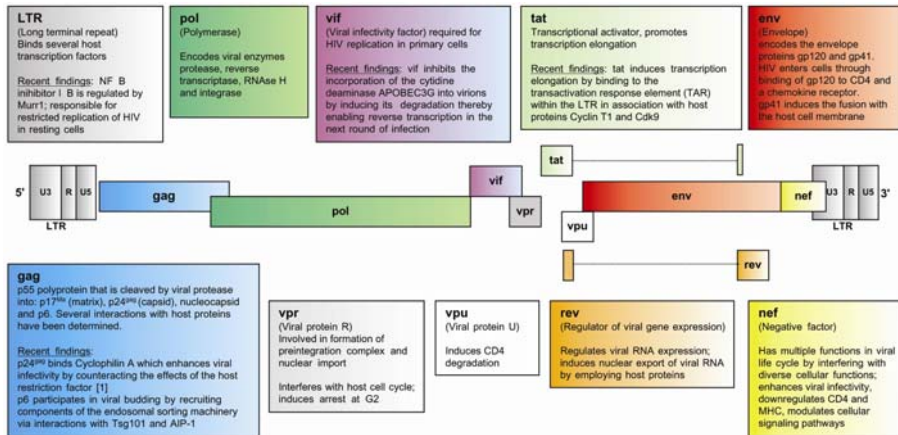 LTR
(Long terminal repeat)
Binds several host
transcription factors
Recent findings: NF B
inihibitor I B is regulated by
Murr1; responsible for
restricted replication of HIV
in resting cells
pol
(Polymerase)
Encodes viral enzymes
protease, reverse
transcriptase, RNAse H
and integrase
vif
(Viral infectivity factor) required for
HIV replication in primary cells
Recent findings: vif inhibits the
incorporation of the cytidine
deaminase APOBEC3G into virions
by inducing its degradation thereby
enabling reverse transcription in the
next round of infection
tat
Transcriptional activator, promotes
transcription elongation
Recent findings: tat induces transcription
elongation by binding to the
transactivation response element (TAR)
within the LTR in association with host
proteins Cyclin T1 and Cdk9
env
(Envelope)
encodes the envelope
proteins gp120 and gp41.
HIV enters cells through
binding of gp120 to CD4 and
a chemokine receptor.
gp41 induces the fusion with
the host cell membrane
5'
U3
R
U5
LTR
gag
pol
vif
vpr
tat
vpu
env
rev
nef
U3
R
U5
LTR
3'
gag
p55 polyprotein that is cleaved by viral protease
into: p17 (matrix), p24gag (capsid), nucleocapsid
and p6. Several interactions with host proteins
have been determined.
Recent findings:
p24gag binds Cyclophilin A which enhances viral
infectivity by counteracting the effects of the host
restriction factor [1]
p6 participates in viral budding by recruiting
components of the endosomal sorting machinery
via interactions with Tsg101 and AIP-1
vpr
(Viral protein R)
Involved in formation of
preintegration complex and
nuclear import
Interferes with host cell cycle;
induces arrest at G2
vpu
(Viral protein U)
Induces CD4
degradation
rev
(Regulator of viral gene expression)
Regulates viral RNA expression;
induces nuclear export of viral RNA
by employing host proteins
nef
(Negative factor)
Has multiple functions in viral
life cycle by interfering with
diverse cellular functions;
enhances viral infectivity,
downregulates CD4 and
MHC, modulates cellular
signaling pathways